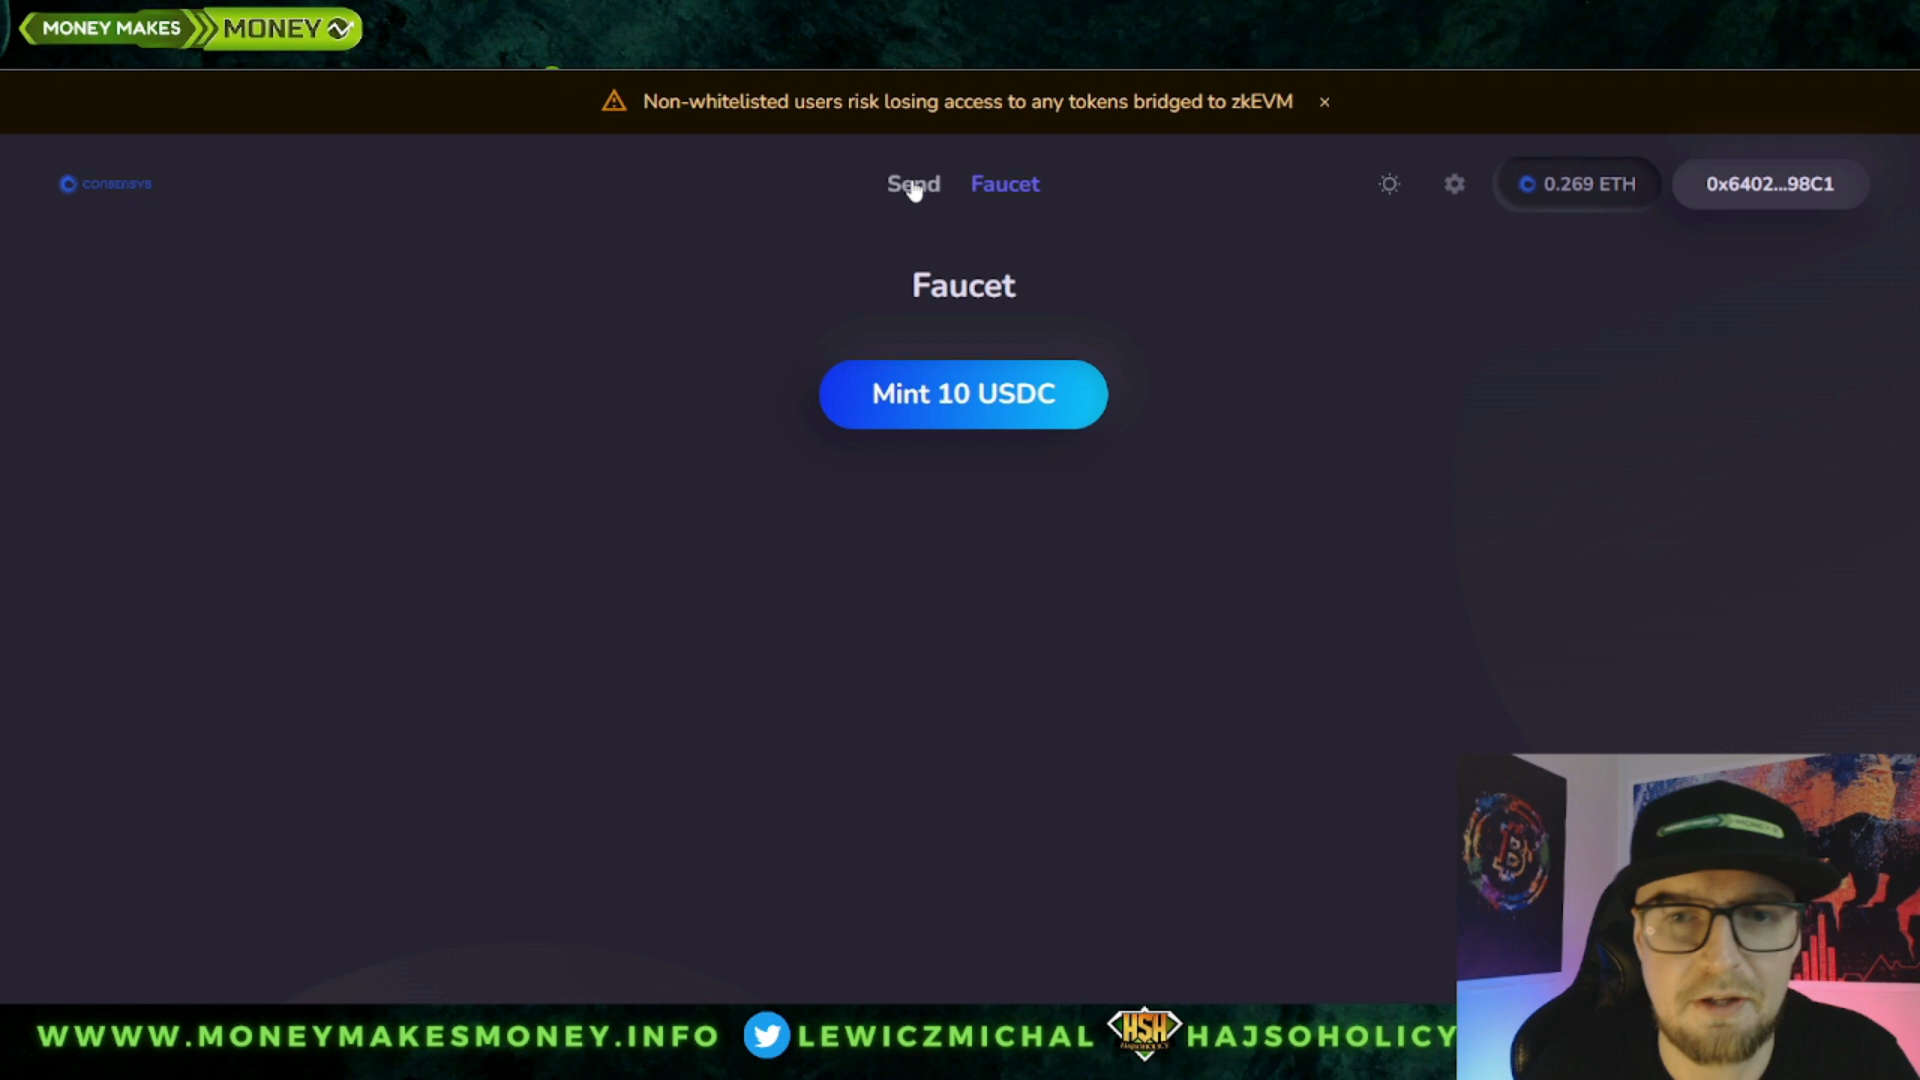 MONEY MAKES MONEY
Non-whitelisted users risk losing access to any tokens bridged to zkEVM ×
CONSENSYS
Send Faucet
0.269 ETH
0x6402...98C1
Faucet
Mint 10 USDC
WWWW.MONEYMAKESMONEY.INFO
LEWICZMICHAL
HSH
HAJSOHOLICY